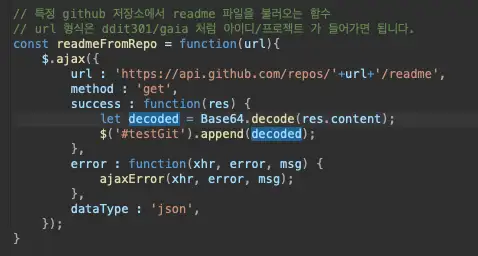 // 특정 github 저장소에서 readme 파일을 불러오는 함수
// url 형식은 ddit301/gaia 처럼 아이디/프로젝트 가 들어가면 됩니다.
const readmeFromRepo = function(url){
    $.ajax({
        url : 'https://api.github.com/repos/'+url+'/readme',
        method : 'get',
        success : function(res) {
            let decoded = Base64.decode(res.content);
            $('#testGit').append(decoded);
        },
        error : function(xhr, error, msg) {
            ajaxError(xhr, error, msg);
        },
        dataType : 'json',
    });
}